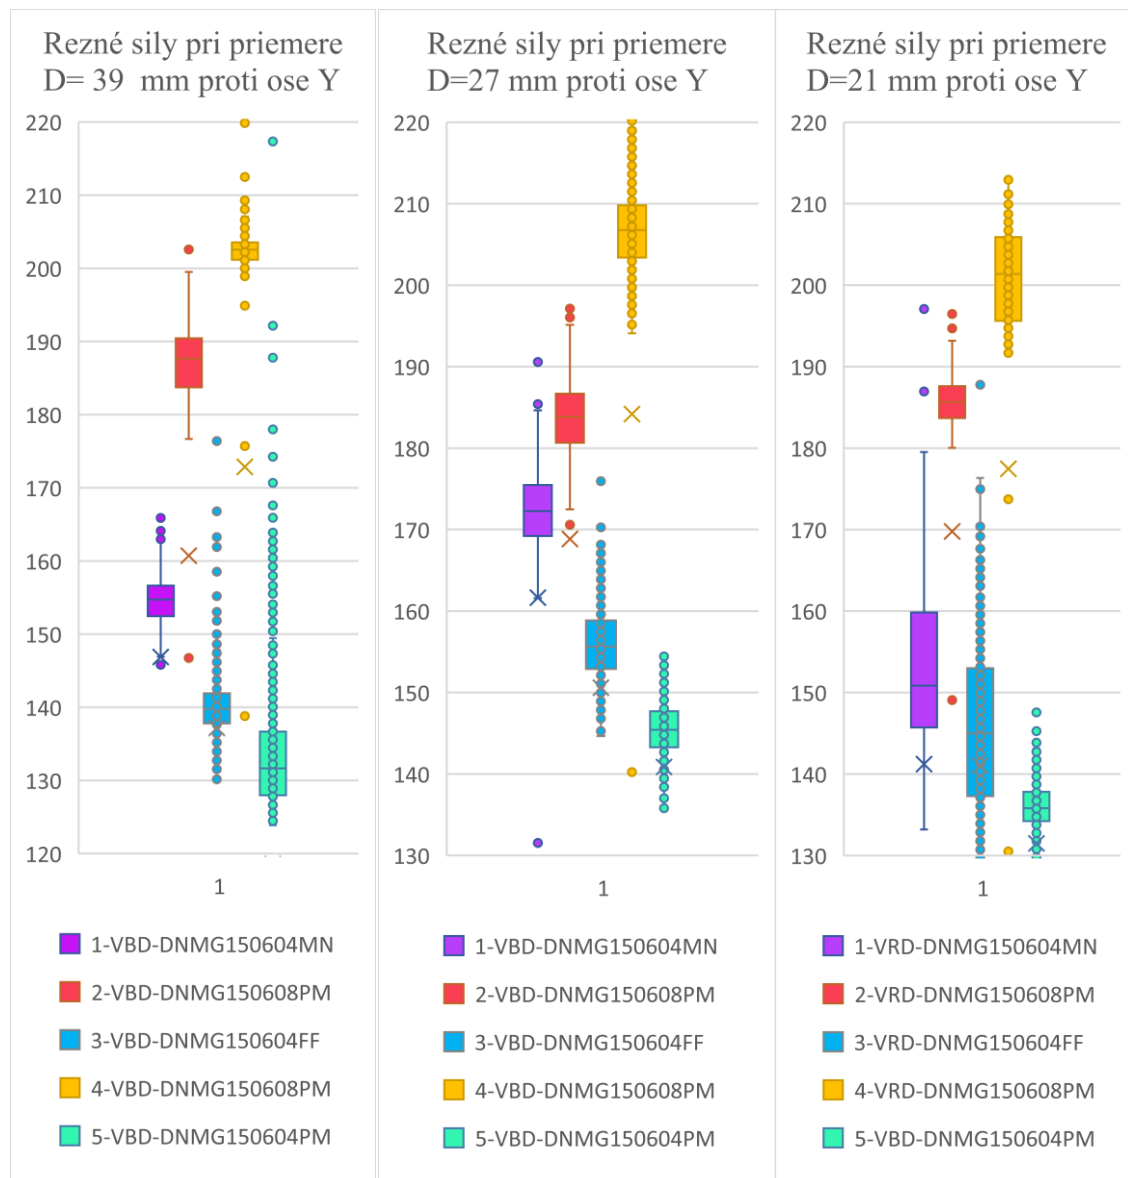 Rezné sily pri priemere
D= 39 mm proti ose Y
220
210
200
190
180
170
160
150
140
130
120
1
1-VBD-DNMG150604MN
2-VBD-DNMG150608PM
3-VBD-DNMG150604FF
4-VBD-DNMG150608PM
5-VBD-DNMG150604PM
Rezné sily pri priemere
D=27 mm proti ose Y
220
210
200
190
180
170
160
150
140
130
1
1-VBD-DNMG150604MN
2-VBD-DNMG150608PM
3-VBD-DNMG150604FF
4-VBD-DNMG150608PM
5-VBD-DNMG150604PM
Rezné sily pri priemere
D=21 mm proti ose Y
220
210
200
190
180
170
160
150
140
130
1
1-VRD-DNMG150604MN
2-VRD-DNMG150608PM
3-VRD-DNMG150604FF
4-VRD-DNMG150608PM
5-VBD-DNMG150604PM